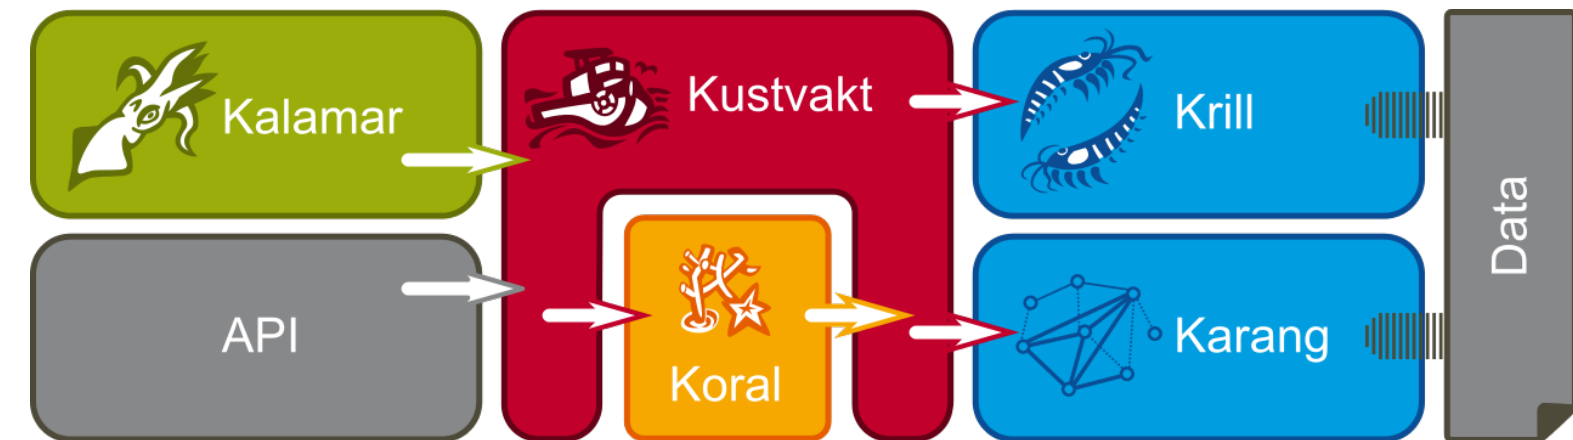 Kalamar
Kustvakt
Krill
API
Koral
Karang
Data